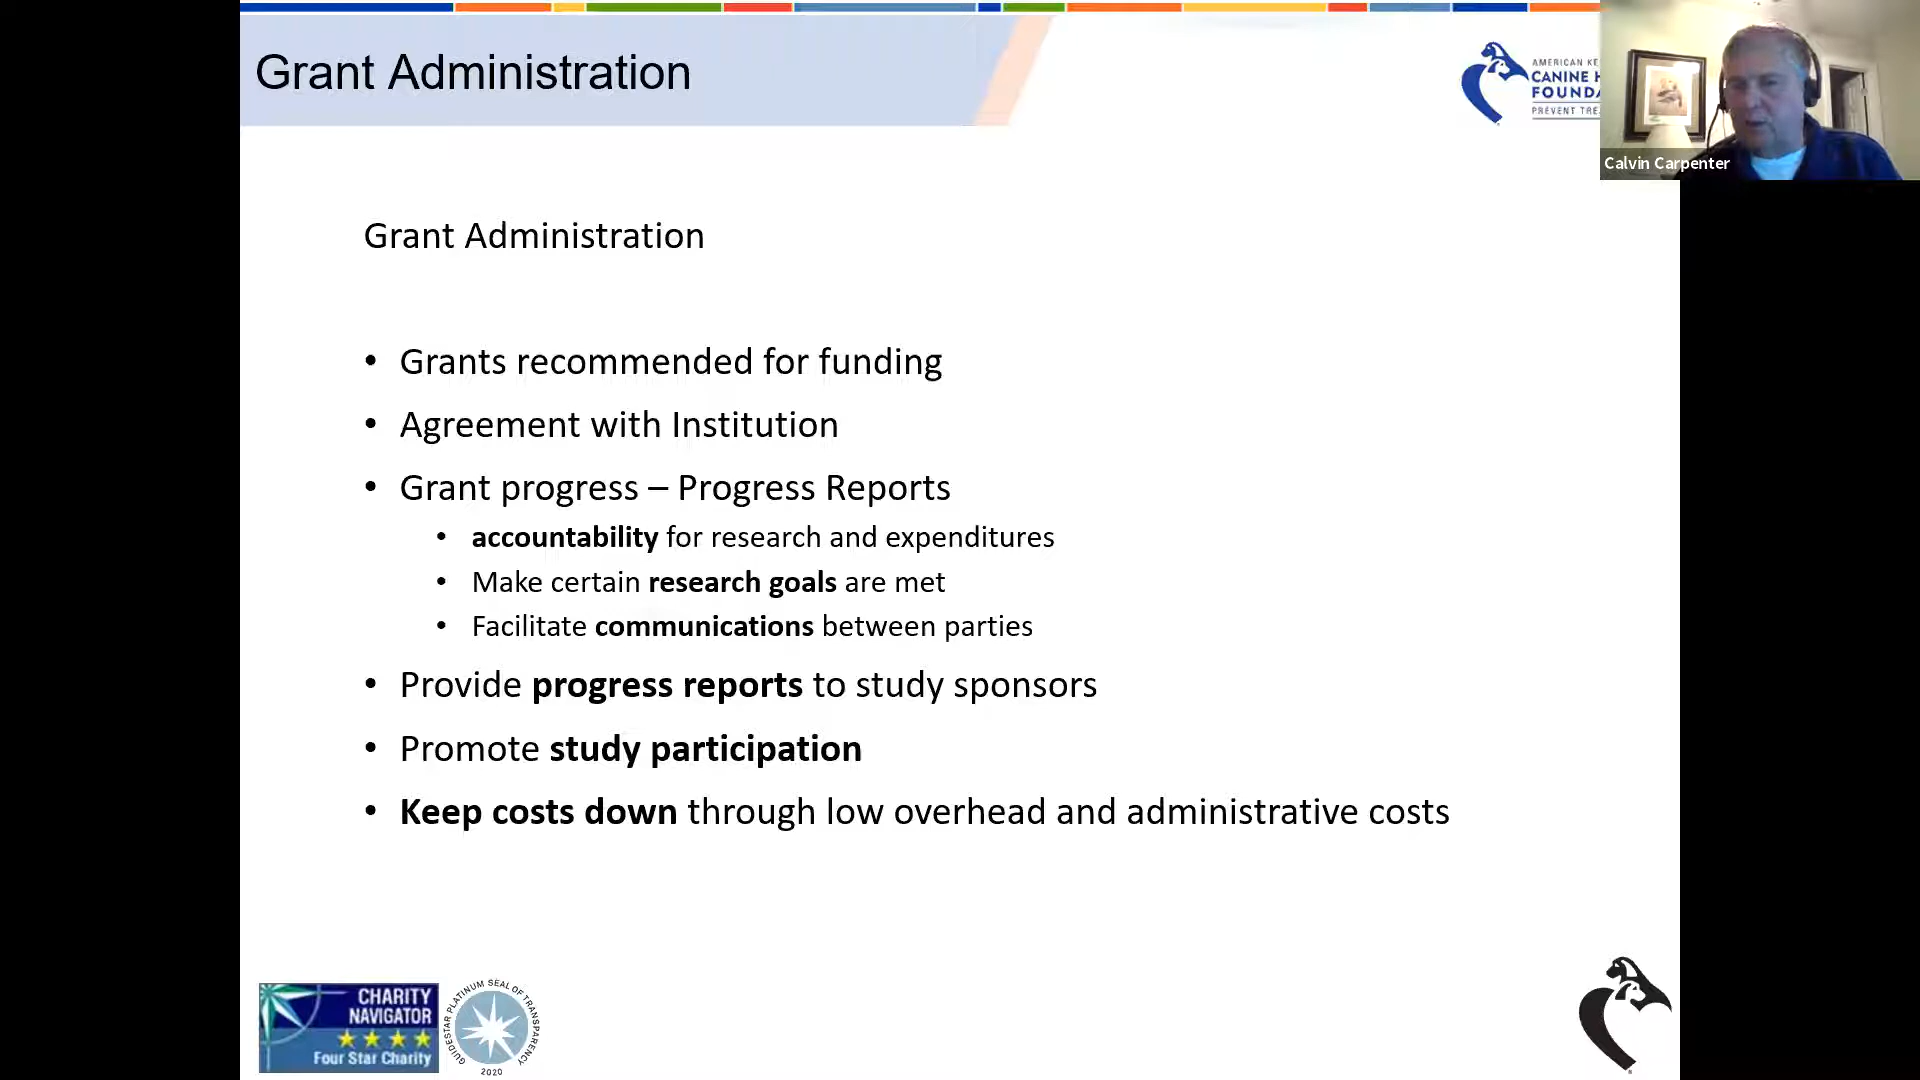 Grant Administration
AMERICAN KE
CANINE H
FOUNDA
PREVENT TRE
Calvin Carpenter
Grant Administration
• Grants recommended for funding
• Agreement with Institution
• Grant progress – Progress Reports
• accountability for research and expenditures
• Make certain research goals are met
• Facilitate communications between parties
• Provide progress reports to study sponsors
• Promote study participation
• Keep costs down through low overhead and administrative costs
CHARITY
NAVIGATOR
Four Star Charity
GUIDESTAR PLATINUM SEAL OF TRANSPARENCY
2020